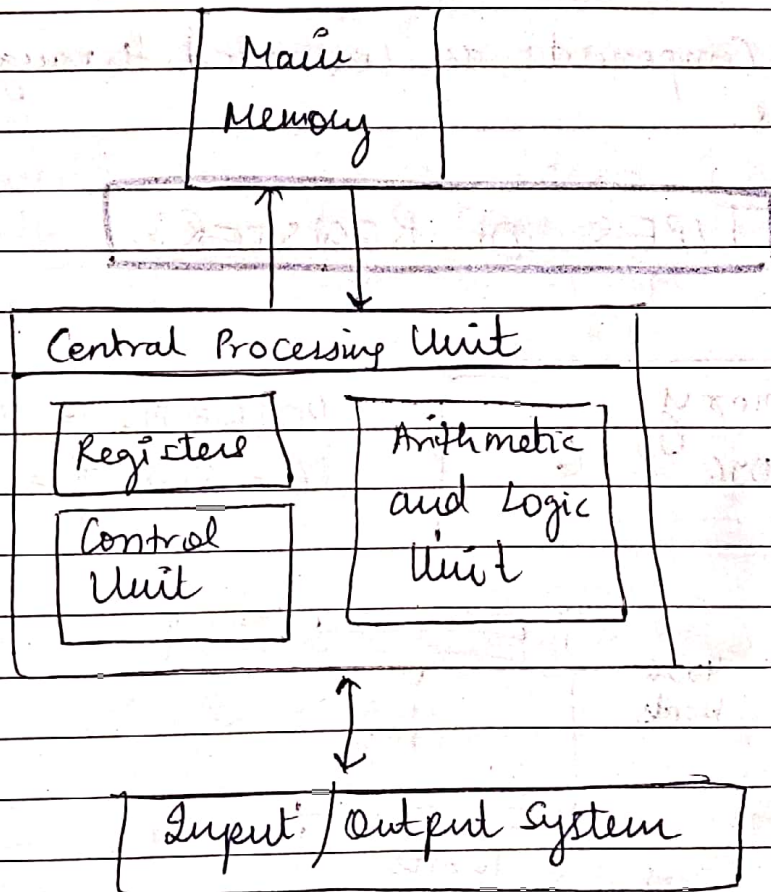 Main
Memory
Central Processing Unit
Registers
Arithmetic
and Logic
Unit
Control
Unit
Input / Output System